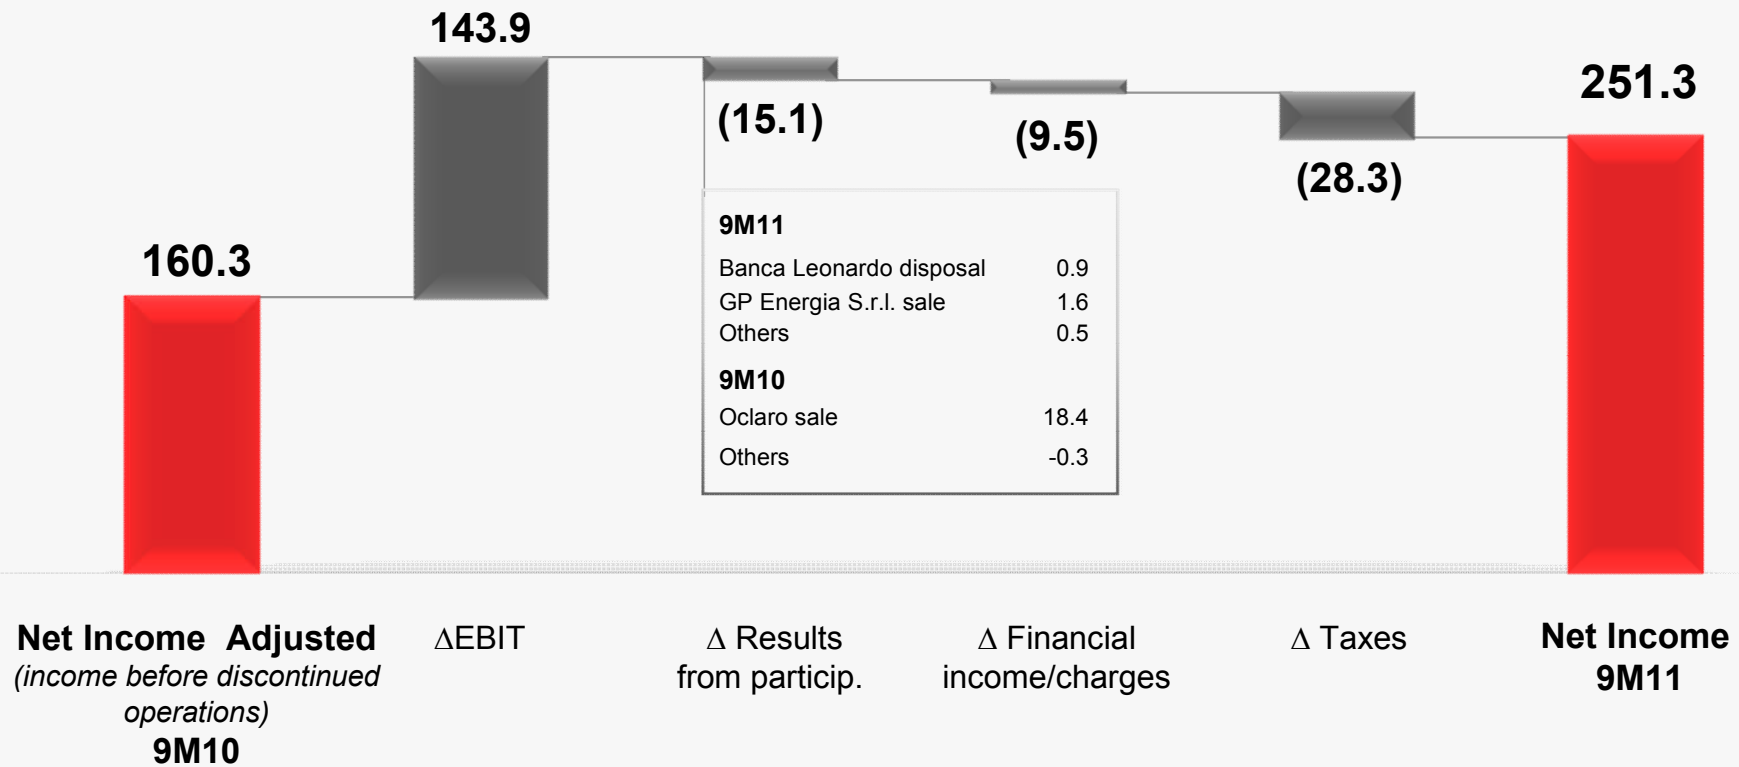 143.9
251.3
(15.1)
(9.5)
(28.3)
160.3
9M11
Banca Leonardo disposal 0.9
GP Energia S.r.l. sale 1.6
Others 0.5
9M10
Oclaro sale 18.4
Others -0.3
Net Income Adjusted
(income before discontinued
operations)
9M10
ΔEBIT
Δ Results
from particip.
Δ Financial
income/charges
Δ Taxes
Net Income
9M11